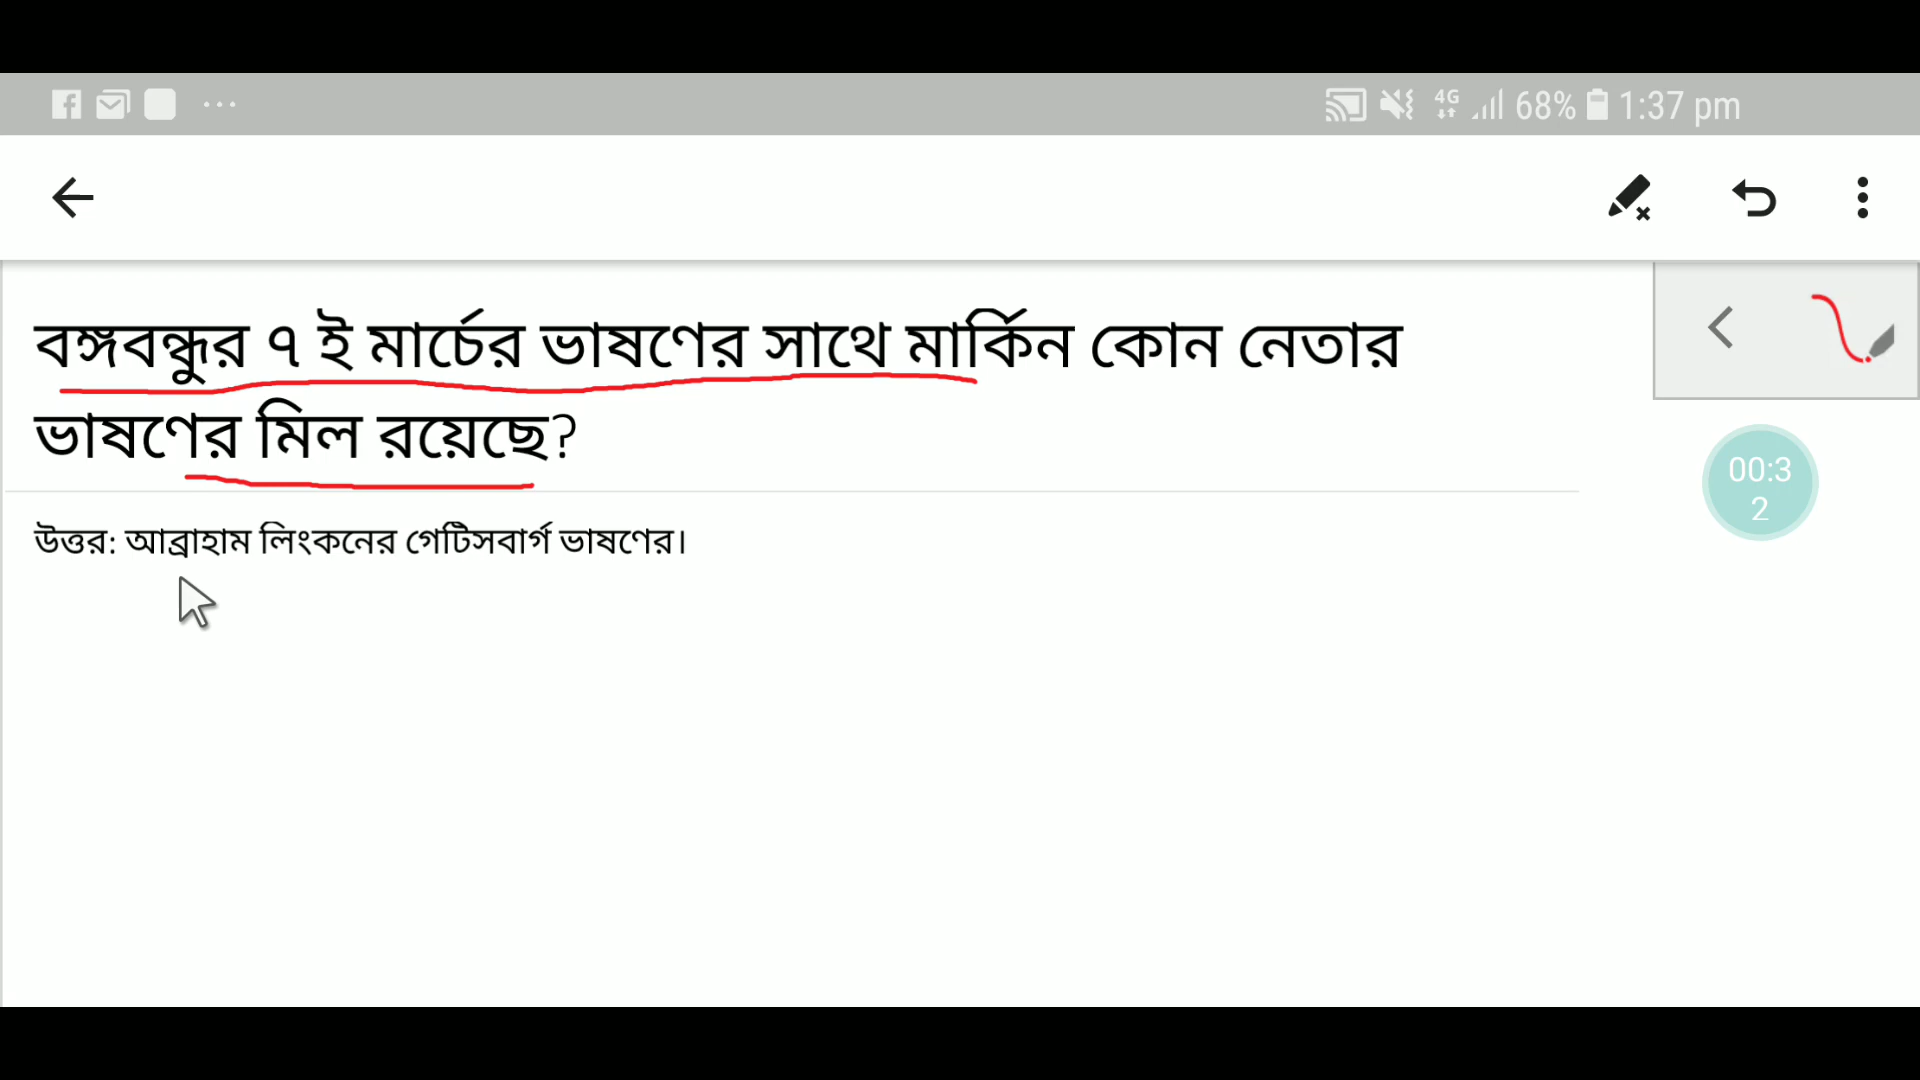 ... 4G 68% 1:37 pm
বঙ্গবন্ধুর ৭ ই মার্চের ভাষণের সাথে মার্কিন কোন নেতার
ভাষণের মিল রয়েছে?
00:3
2
উত্তর: আব্রাহাম লিংকনের গেটিসবার্গ ভাষণের।